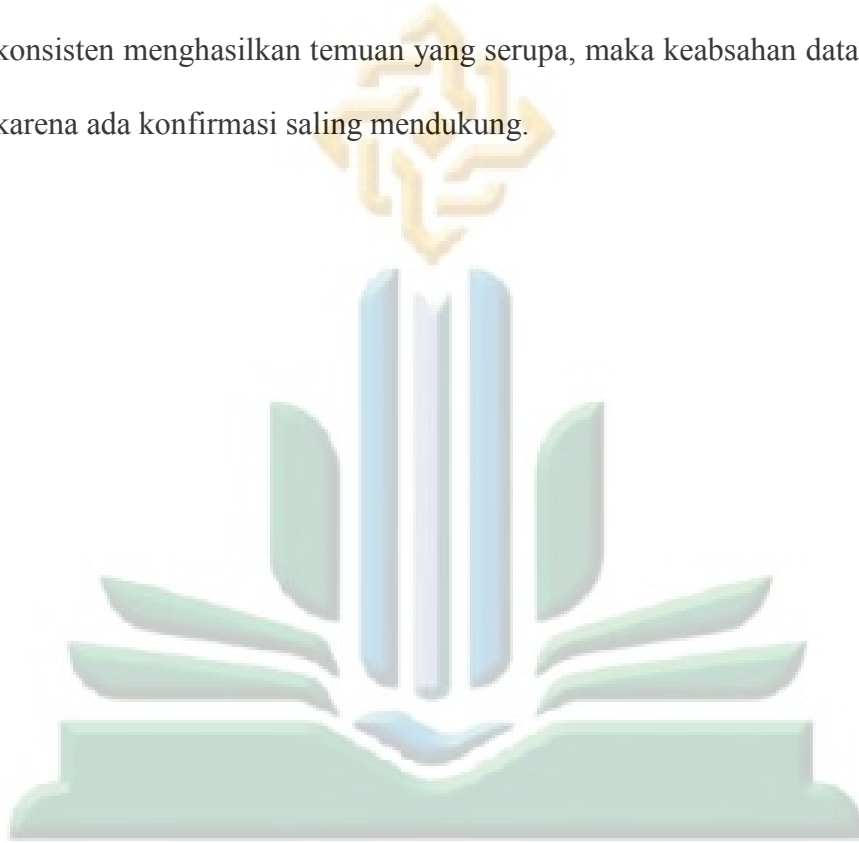 konsisten menghasilkan temuan yang serupa, maka keabsahan data
karena ada konfirmasi saling mendukung.